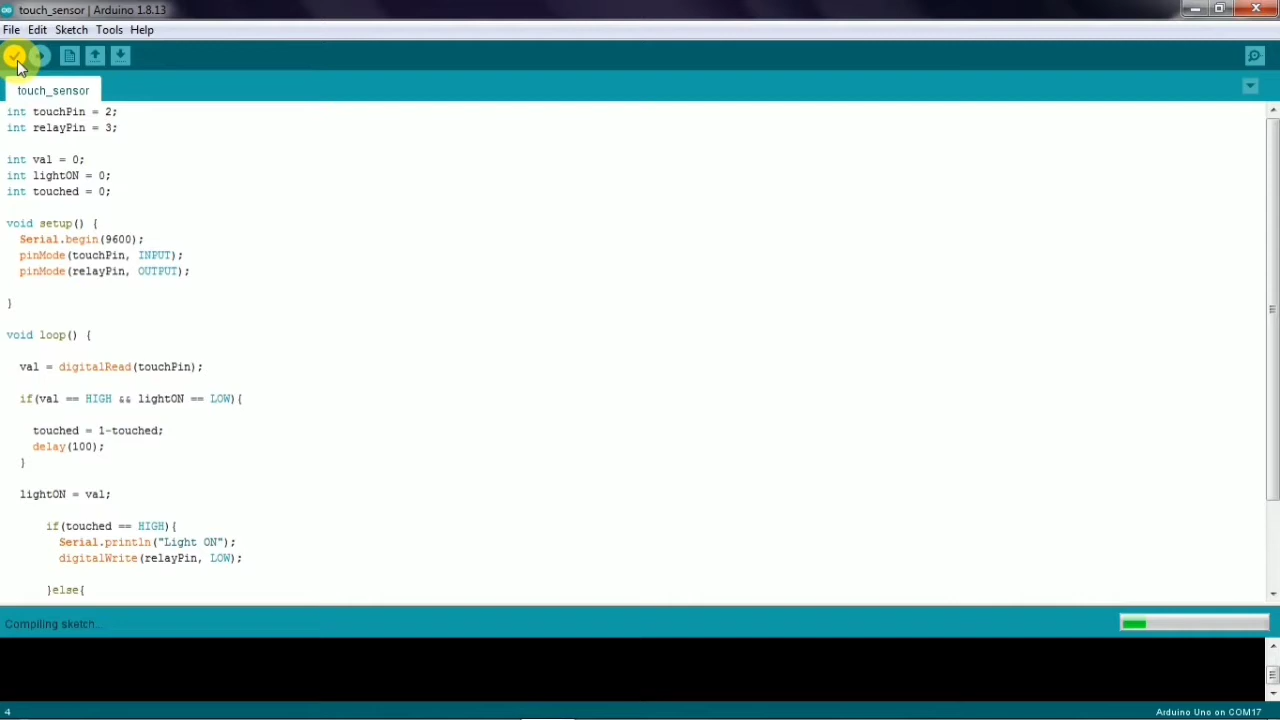 touch_sensor | Arduino 1.8.13
File Edit Sketch Tools Help
touch_sensor
int touchPin = 2;
int relayPin = 3;
int val = 0;
int lightON = 0;
int touched = 0;
void setup() {
Serial.begin(9600);
pinMode(touchPin, INPUT);
pinMode(relayPin, OUTPUT);
}
void loop() {
val = digitalRead(touchPin);
if(val == HIGH && lightON == LOW){
touched = 1-touched;
delay(100);
}
lightON = val;
if(touched == HIGH){
Serial.println("Light ON");
digitalWrite(relayPin, LOW);
}else{
Compiling sketch...
4
Arduino Uno on COM17